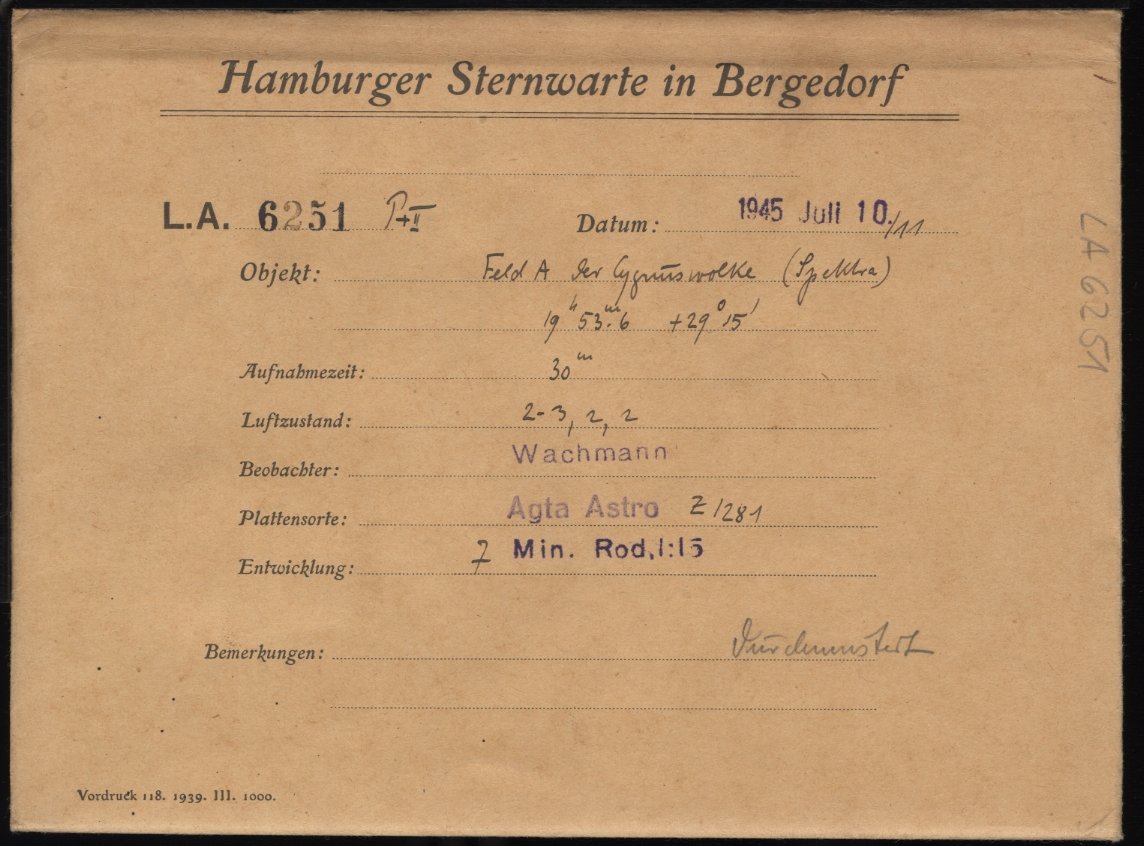 Hamburger Sternwarte in Bergedorf
L.A. 6251 I+II
Datum: 1945 Juli 10./11
Objekt: Feld A der Cygnuswolke (Spektra)
19h 53m.6 +29° 15'
Aufnahmezeit: 30m
Luftzustand: 2-3, 2, 2
Beobachter: Wachmann
Plattensorte: Agfa Astro Z/281
Entwicklung: 7 Min. Rod. 1:15
Bemerkungen: Durchmustert
Vordruck 118. 1939. III. 1000.
LA 6251